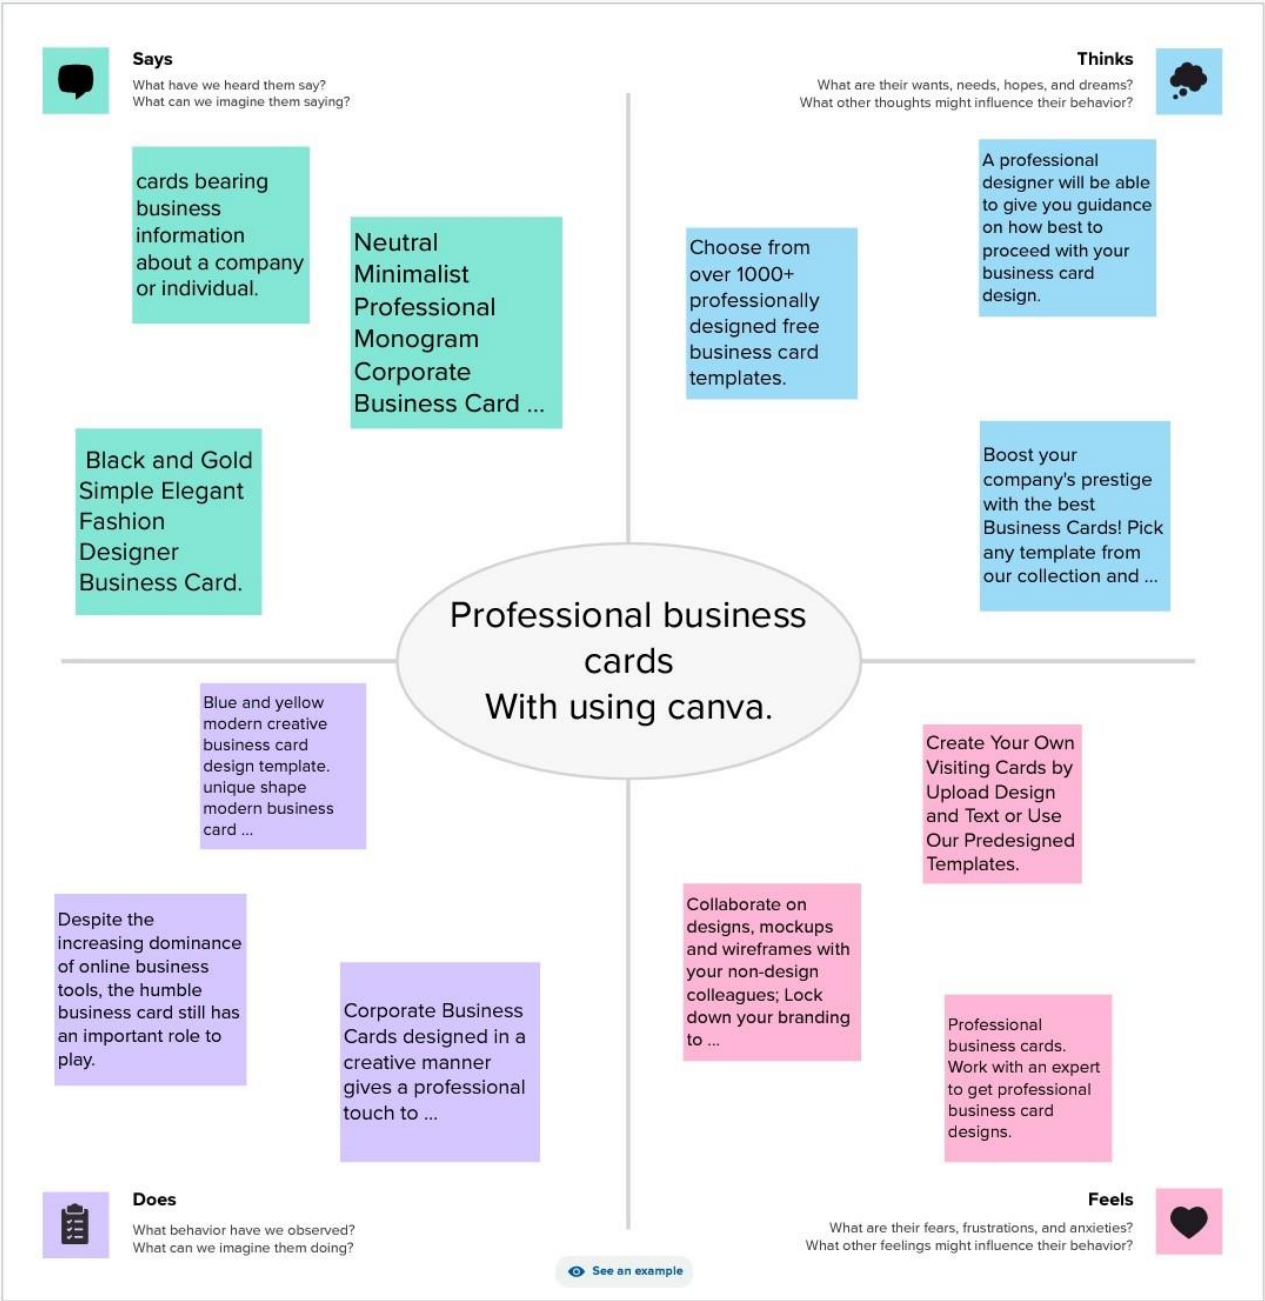 Says
What have we heard them say?
What can we imagine them saying?
Thinks
What are their wants, needs, hopes, and dreams?
What other thoughts might influence their behavior?
cards bearing
business
information
about a company
or individual.
Neutral
Minimalist
Professional
Monogram
Corporate
Business Card ...
Black and Gold
Simple Elegant
Fashion
Designer
Business Card.
Choose from
over 1000+
professionally
designed free
business card
templates.
A professional
designer will be able
to give you guidance
on how best to
proceed with your
business card
design.
Boost your
company's prestige
with the best
Business Cards! Pick
any template from
our collection and ...
Professional business
cards
With using canva.
Blue and yellow
modern creative
business card
design template.
unique shape
modern business
card ...
Despite the
increasing dominance
of online business
tools, the humble
business card still has
an important role to
play.
Corporate Business
Cards designed in a
creative manner
gives a professional
touch to ...
Create Your Own
Visiting Cards by
Upload Design
and Text or Use
Our Predesigned
Templates.
Collaborate on
designs, mockups
and wireframes with
your non-design
colleagues; Lock
down your branding
to ...
Professional
business cards.
Work with an expert
to get professional
business card
designs.
Does
What behavior have we observed?
What can we imagine them doing?
Feels
What are their fears, frustrations, and anxieties?
What other feelings might influence their behavior?
See an example